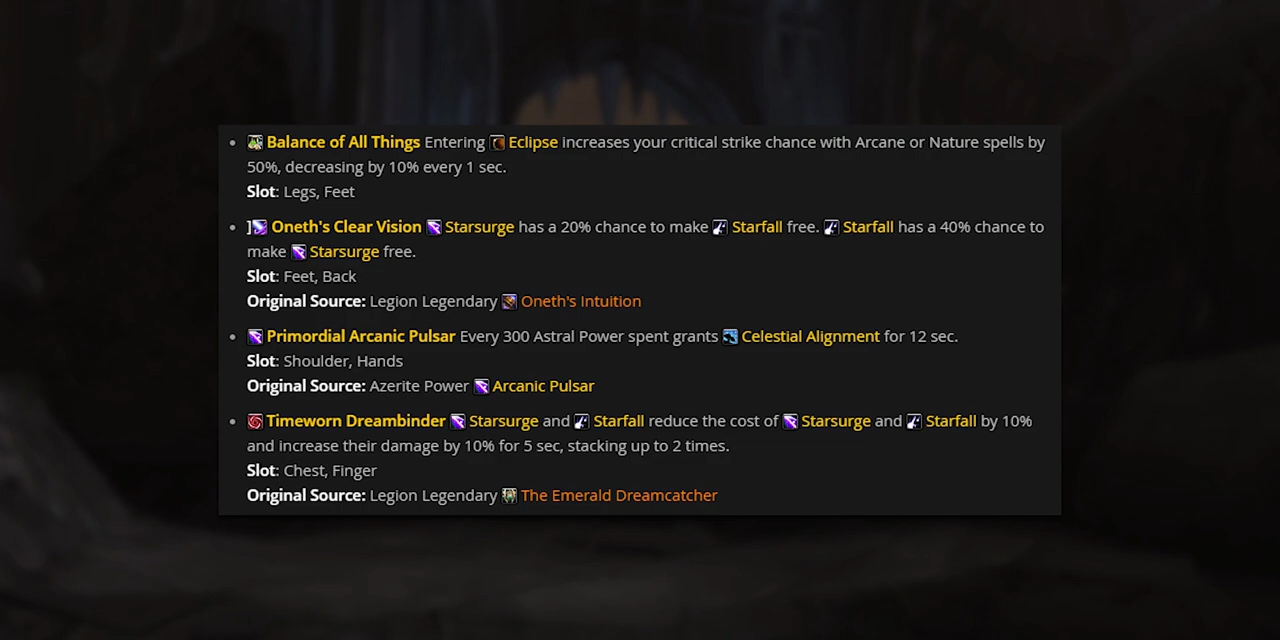 Balance of All Things Entering Eclipse increases your critical strike chance with Arcane or Nature spells by
50%, decreasing by 10% every 1 sec.
Slot: Legs, Feet
]Oneth's Clear Vision Starsurge has a 20% chance to make Starfall free. Starfall has a 40% chance to
make Starsurge free.
Slot: Feet, Back
Original Source: Legion Legendary Oneth's Intuition
Primordial Arcanic Pulsar Every 300 Astral Power spent grants Celestial Alignment for 12 sec.
Slot: Shoulder, Hands
Original Source: Azerite Power Arcanic Pulsar
Timeworn Dreambinder Starsurge and Starfall reduce the cost of Starsurge and Starfall by 10%
and increase their damage by 10% for 5 sec, stacking up to 2 times.
Slot: Chest, Finger
Original Source: Legion Legendary The Emerald Dreamcatcher